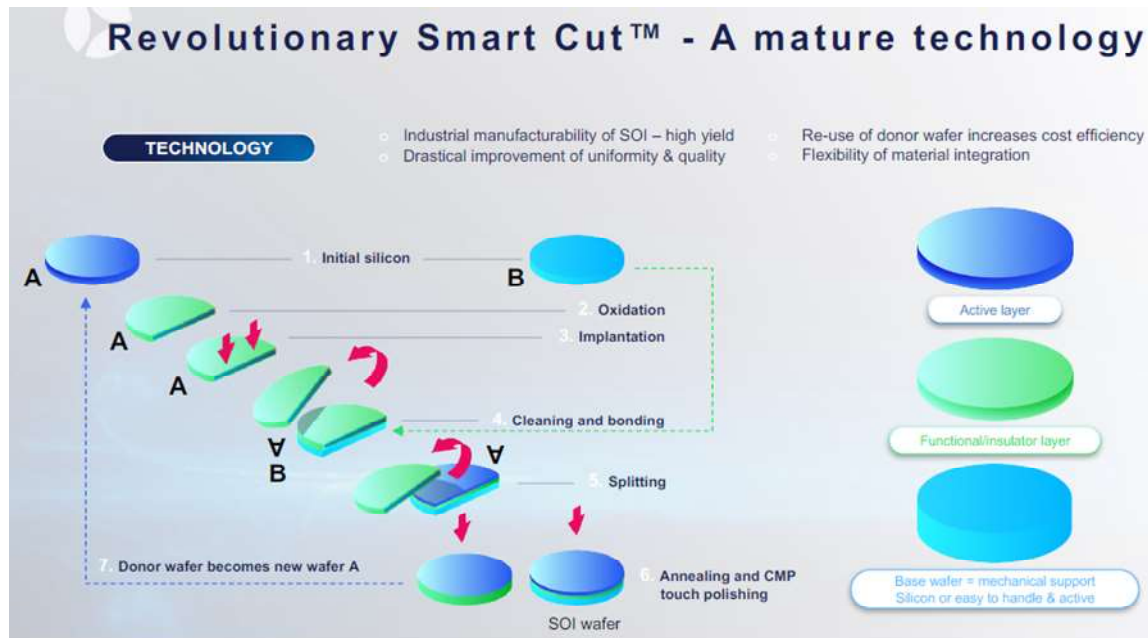 Revolutionary Smart Cut™ - A mature technology
TECHNOLOGY
○ Industrial manufacturability of SOI – high yield
○ Drastical improvement of uniformity & quality
○ Re-use of donor wafer increases cost efficiency
○ Flexibility of material integration
A
1. Initial silicon
B
A
2. Oxidation
A
3. Implantation
Active layer
A
B
4. Cleaning and bonding
A
5. Splitting
Functional/insulator layer
7. Donor wafer becomes new wafer A
6. Annealing and CMP
touch polishing
SOI wafer
Base wafer = mechanical support
Silicon or easy to handle & active